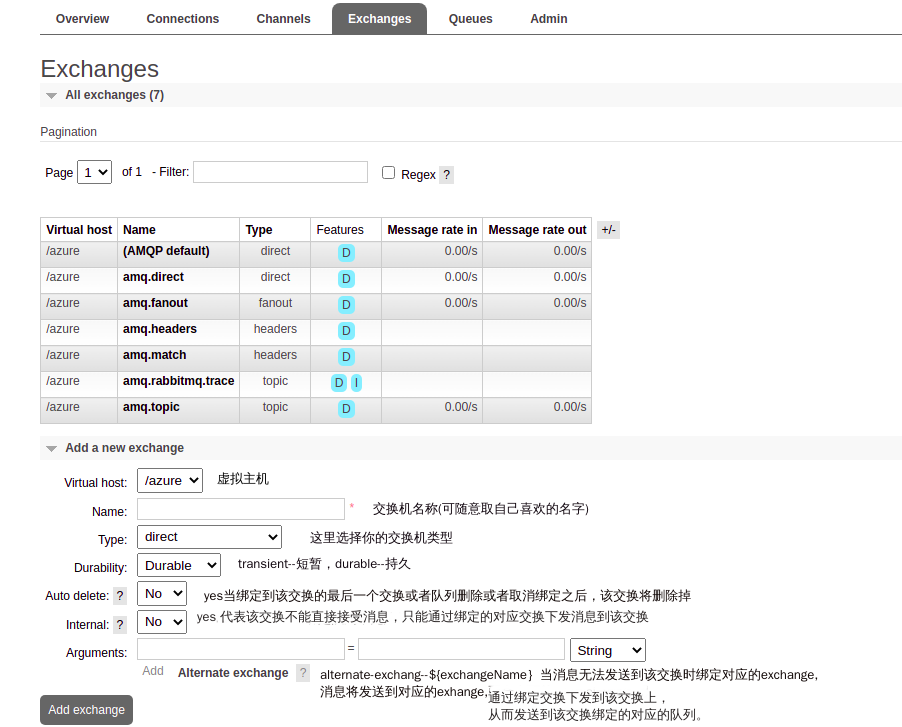 Overview Connections Channels Exchanges Queues Admin
Exchanges
All exchanges (7)
Pagination
Page 1 of 1 - Filter: Regex ?
Virtual host Name Type Features Message rate in Message rate out +/-
/azure (AMQP default) direct D 0.00/s 0.00/s
/azure amq.direct direct D 0.00/s 0.00/s
/azure amq.fanout fanout D 0.00/s 0.00/s
/azure amq.headers headers D
/azure amq.match headers D
/azure amq.rabbitmq.trace topic D I
/azure amq.topic topic D 0.00/s 0.00/s
Add a new exchange
Virtual host: /azure 虚拟主机
Name: * 交换机名称(可随意取自己喜欢的名字)
Type: direct 这里选择你的交换机类型
Durability: Durable transient--短暂，durable--持久
Auto delete: ? No yes当绑定到该交换的最后一个交换或者队列删除或者取消绑定之后，该交换将删除掉
Internal: ? No yes 代表该交换不能直接接受消息，只能通过绑定的对应交换下发消息到该交换
Arguments: = String
Add Alternate exchange ? alternate-exchang--${exchangeName} 当消息无法发送到该交换时绑定对应的exchange,
消息将发送到对应的exhange,
通过绑定交换下发到该交换上，
从而发送到该交换绑定的对应的队列。
Add exchange